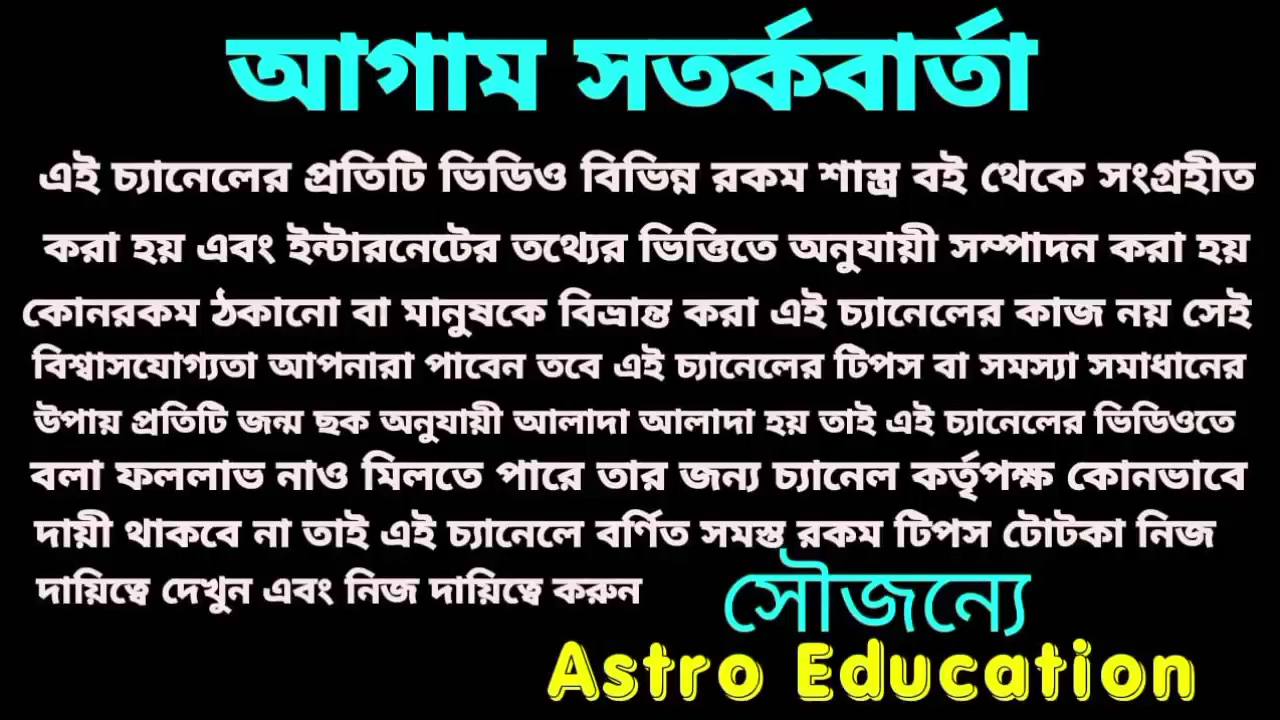 আগাম সতর্কবার্তা
এই চ্যানেলের প্রতিটি ভিডিও বিভিন্ন রকম শাস্ত্র বই থেকে সংগ্রহীত
করা হয় এবং ইন্টারনেটের তথ্যের ভিত্তিতে অনুযায়ী সম্পাদন করা হয়
কোনরকম ঠকানো বা মানুষকে বিভ্রান্ত করা এই চ্যানেলের কাজ নয় সেই
বিশ্বাসযোগ্যতা আপনারা পাবেন তবে এই চ্যানেলের টিপস বা সমস্যা সমাধানের
উপায় প্রতিটি জন্ম ছক অনুযায়ী আলাদা আলাদা হয় তাই এই চ্যানেলের ভিডিওতে
বলা ফললাভ নাও মিলতে পারে তার জন্য চ্যানেল কর্তৃপক্ষ কোনভাবে
দায়ী থাকবে না তাই এই চ্যানেলে বর্ণিত সমস্ত রকম টিপস টোটকা নিজ
দায়িত্বে দেখুন এবং নিজ দায়িত্বে করুন
সৌজন্যে
Astro Education